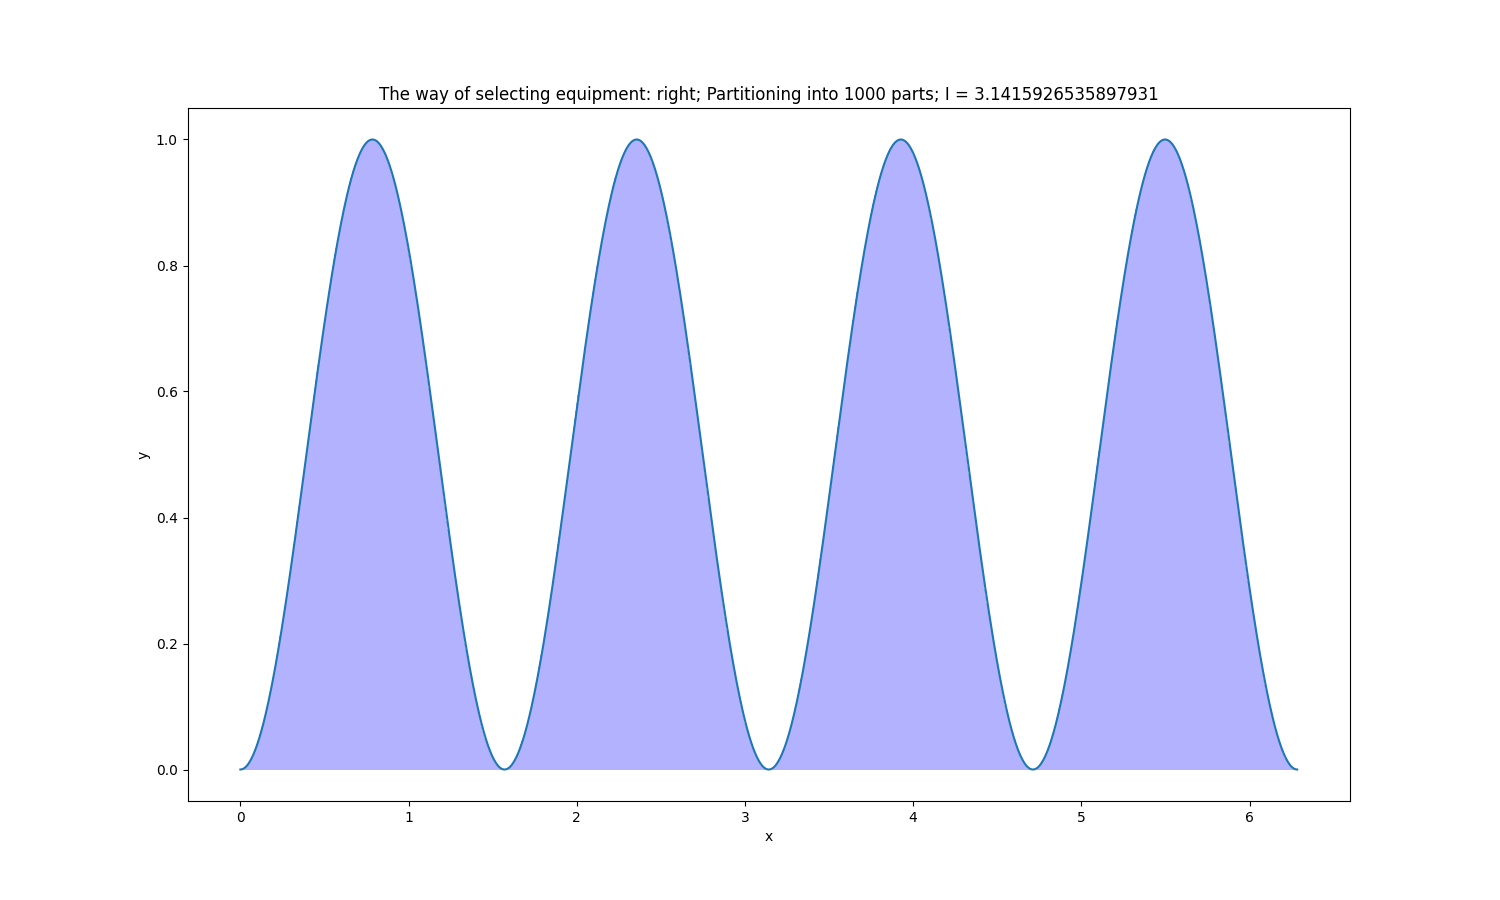 The way of selecting equipment: right; Partitioning into 1000 parts; I = 3.1415926535897931
1.0
0.8
0.6
0.4
0.2
0.0
y
0 1 2 3 4 5 6
x